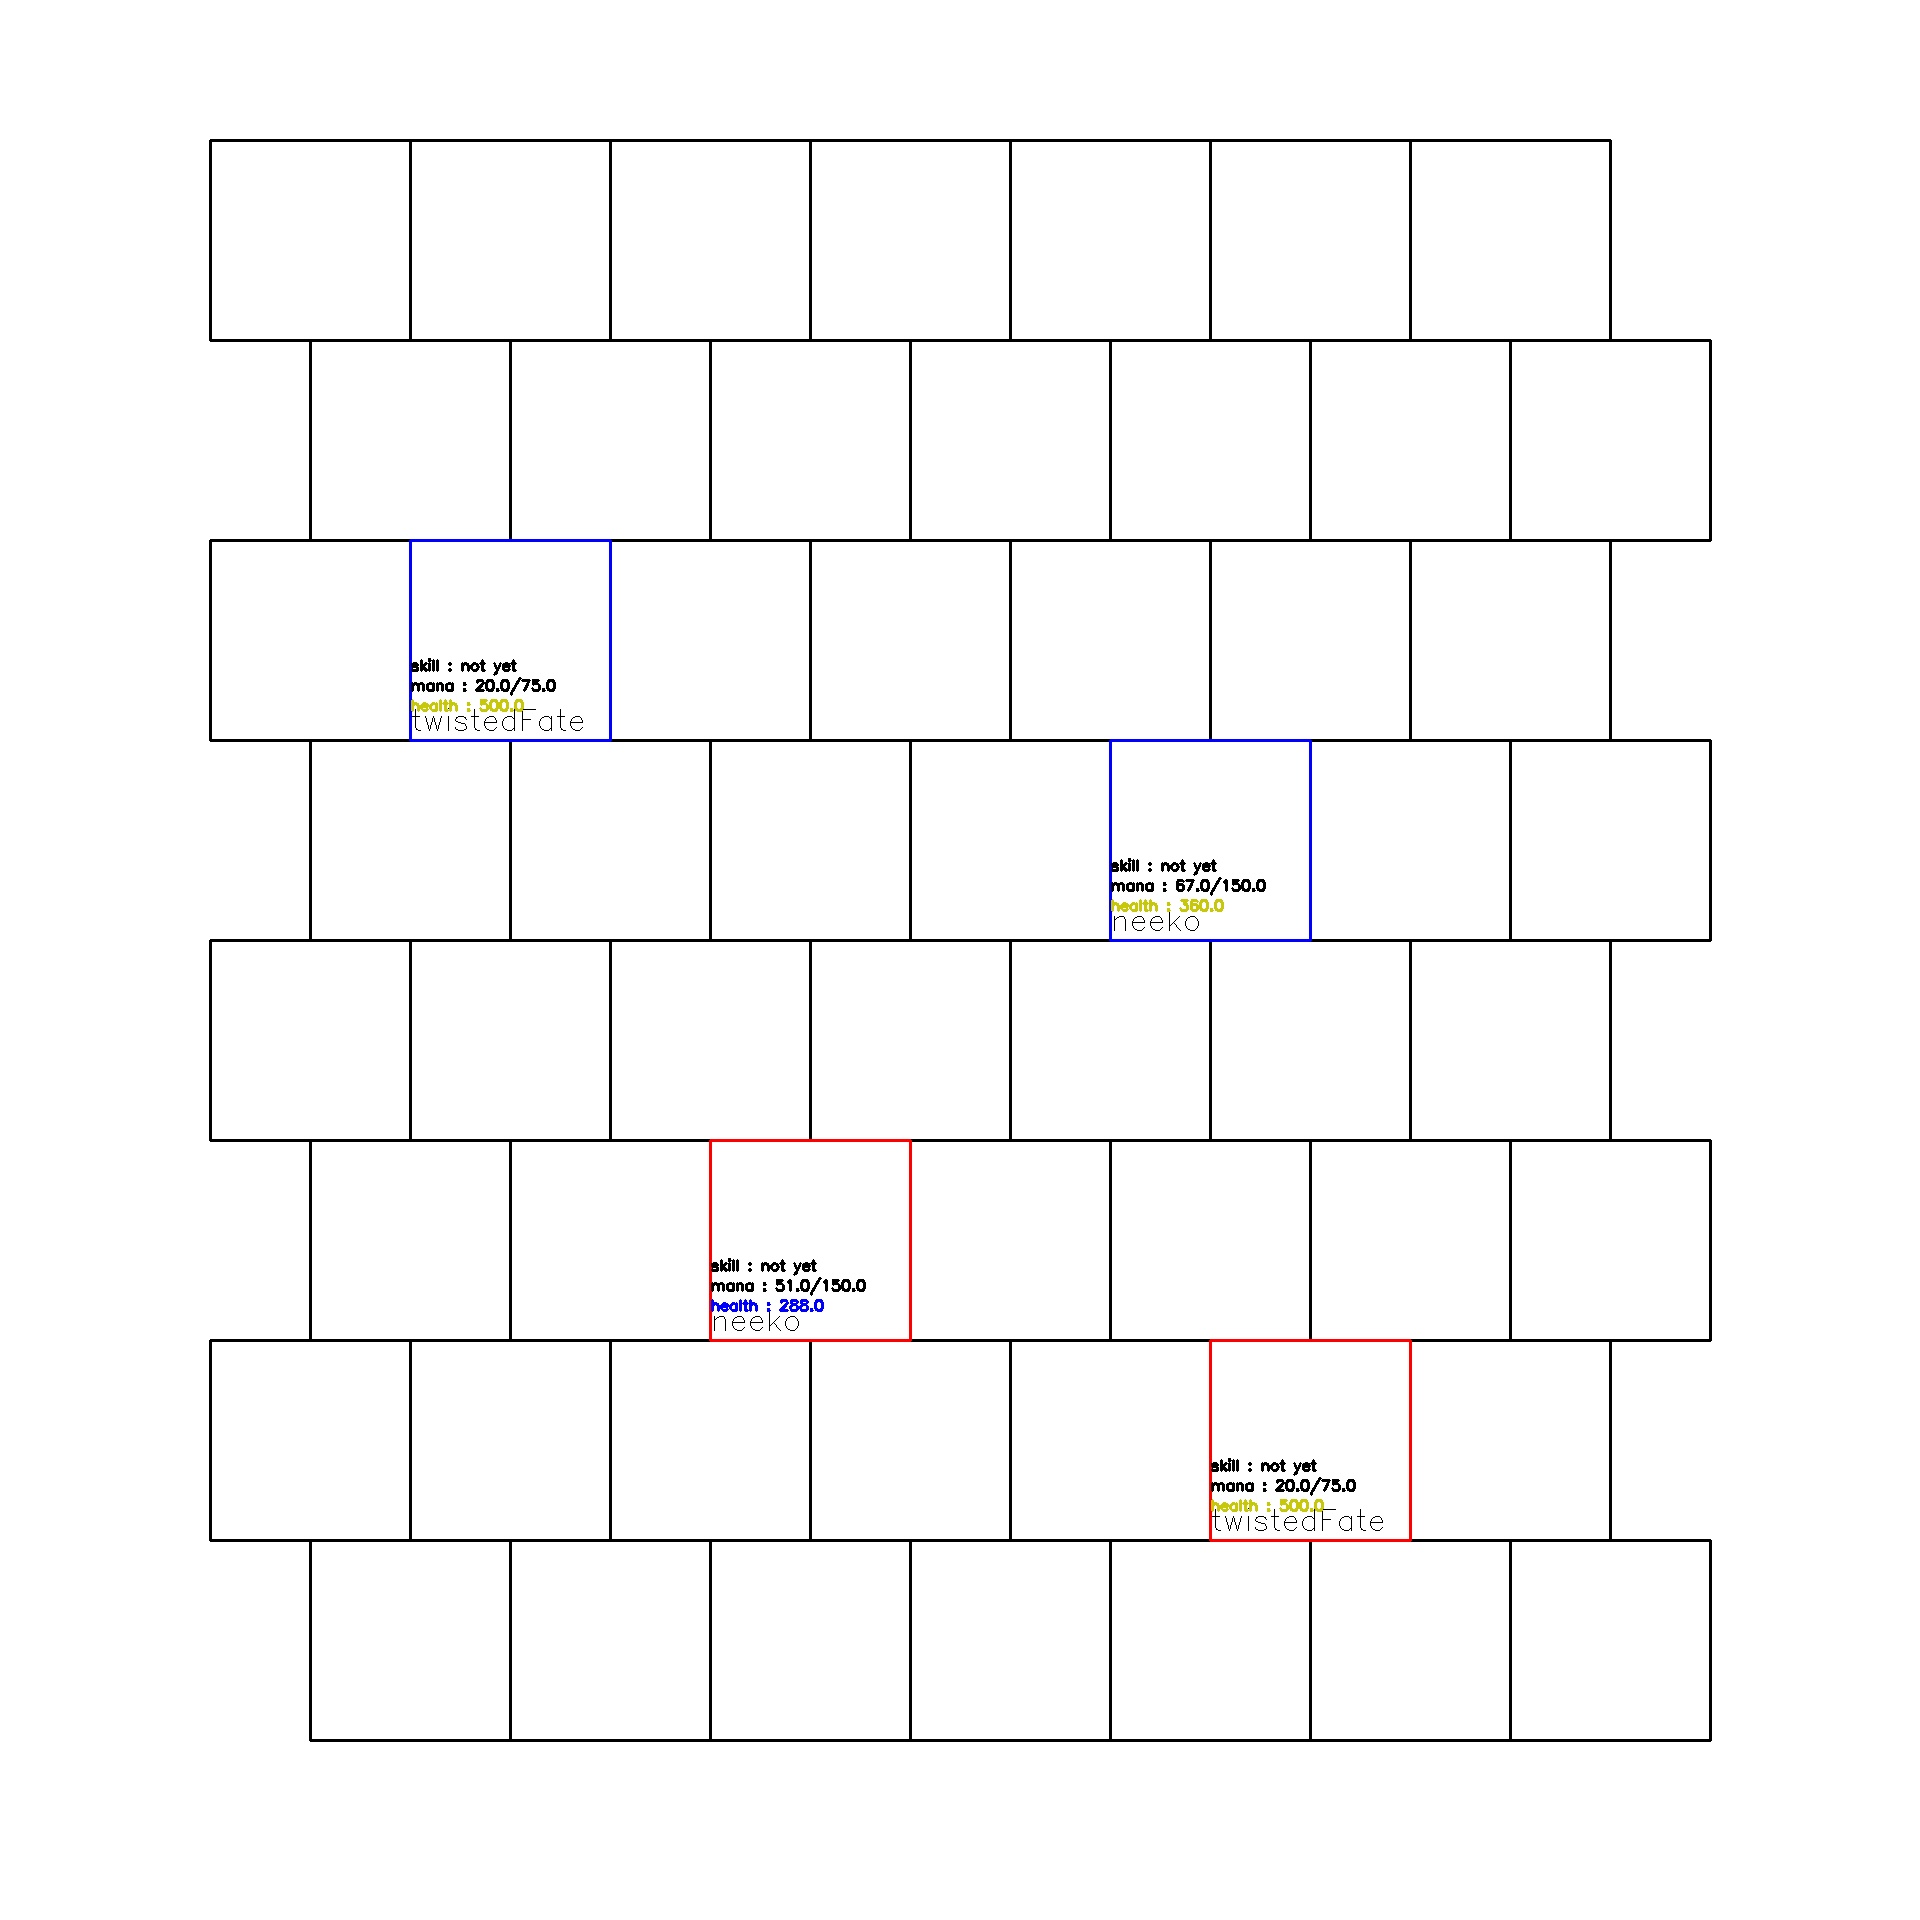 skill : not yet
mana : 20.0/75.0
health : 500.0
twistedFate
skill : not yet
mana : 67.0/150.0
health : 360.0
neeko
skill : not yet
mana : 51.0/150.0
health : 288.0
neeko
skill : not yet
mana : 20.0/75.0
health : 500.0
twistedFate